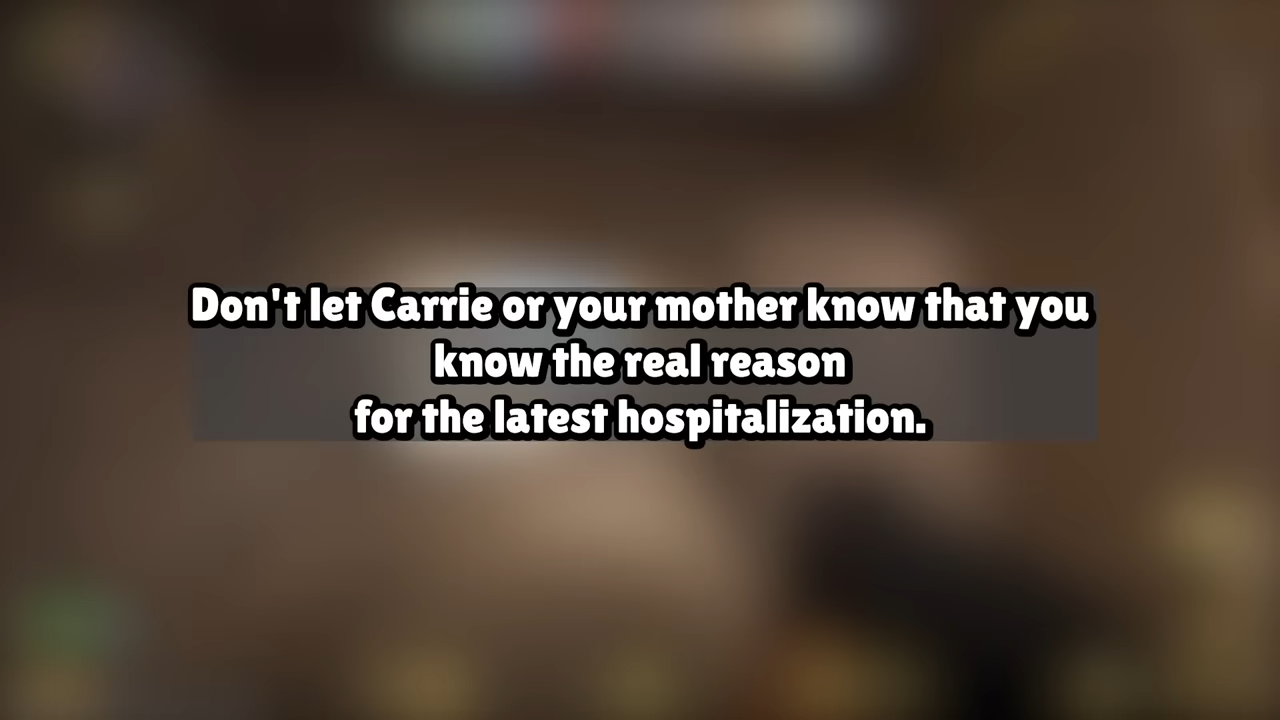 Don't let Carrie or your mother know that you
know the real reason
for the latest hospitalization.